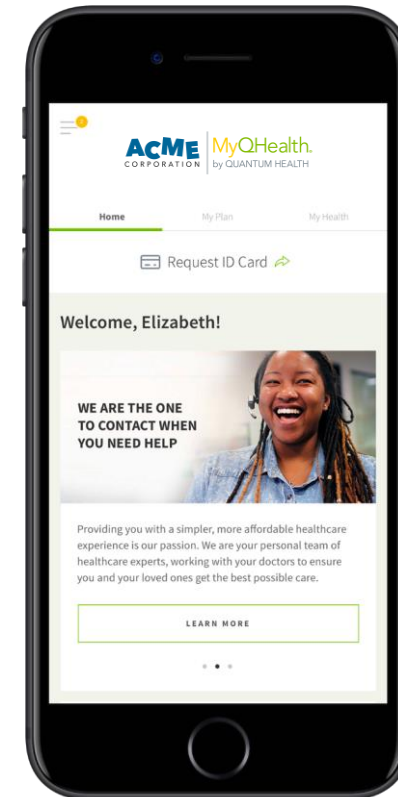 ACME
CORPORATION
MyQHealth.
by QUANTUM HEALTH
Home My Plan My Health
Request ID Card
Welcome, Elizabeth!
WE ARE THE ONE
TO CONTACT WHEN
YOU NEED HELP
Providing you with a simpler, more affordable healthcare
experience is our passion. We are your personal team of
healthcare experts, working with your doctors to ensure
you and your loved ones get the best possible care.
LEARN MORE